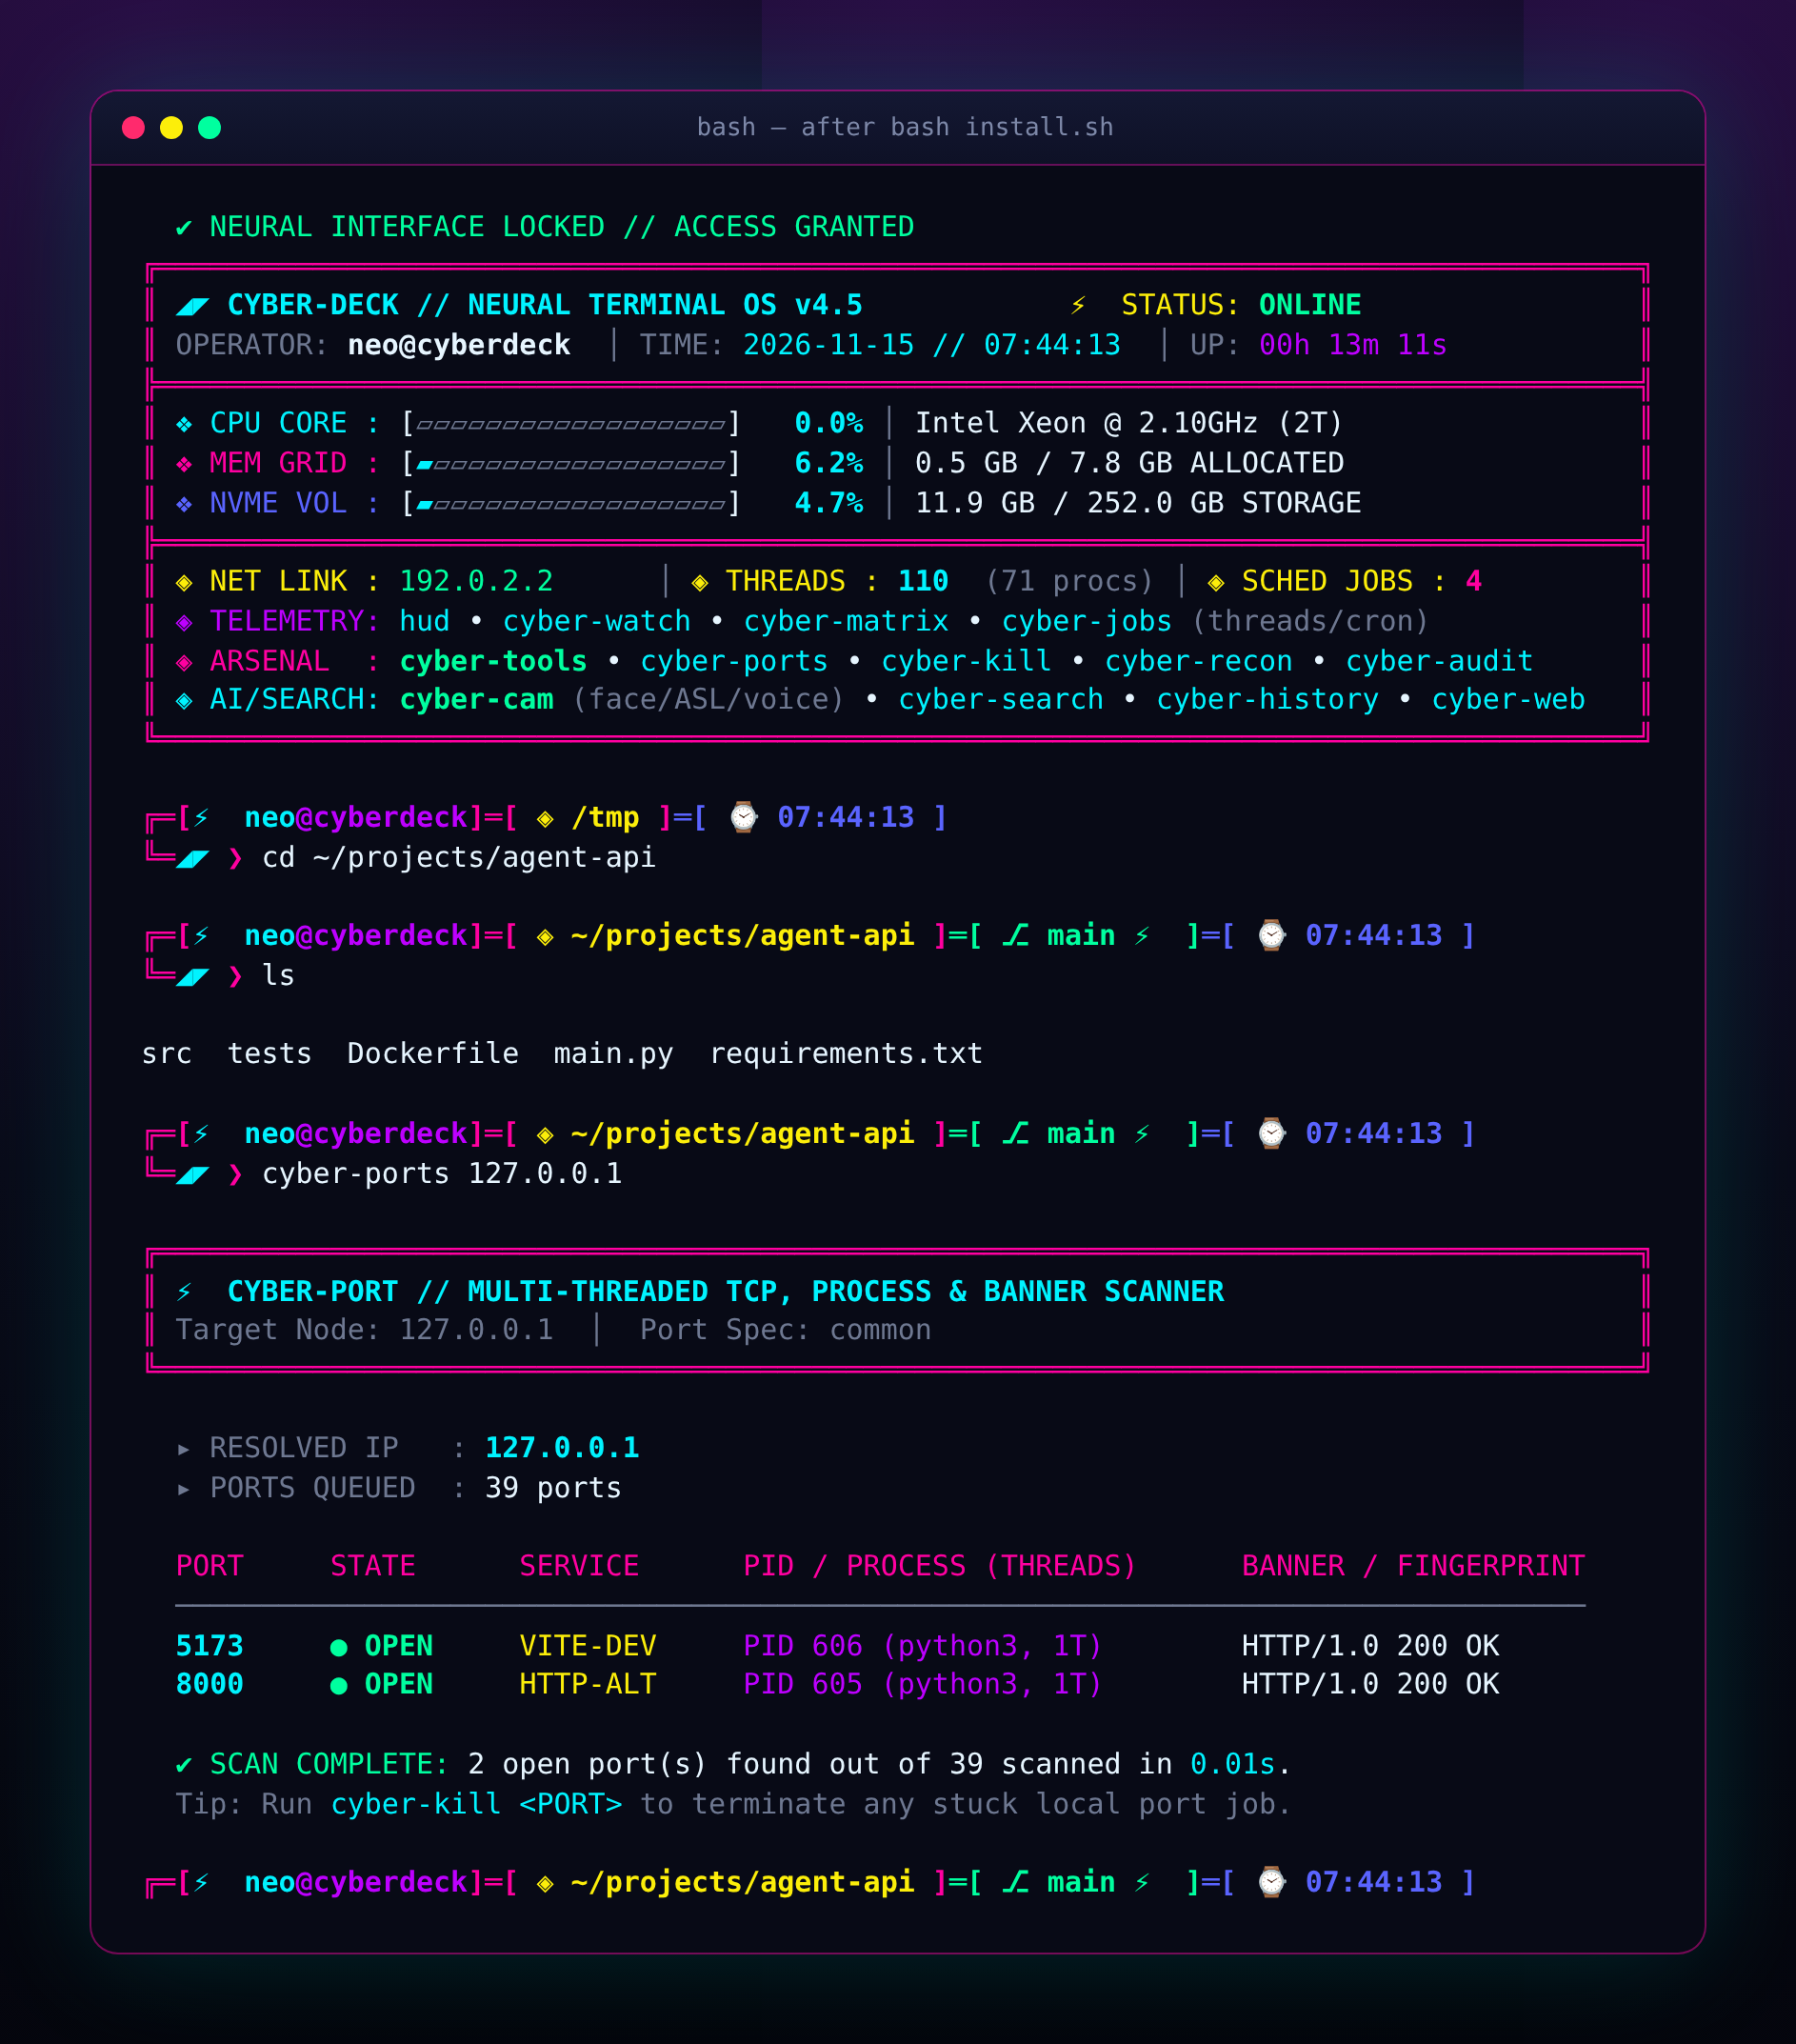 bash — after bash install.sh
✔ NEURAL INTERFACE LOCKED // ACCESS GRANTED
◢◤ CYBER-DECK // NEURAL TERMINAL OS v4.5 ⚡ STATUS: ONLINE
OPERATOR: neo@cyberdeck │ TIME: 2026-11-15 // 07:44:13 │ UP: 00h 13m 11s
❖ CPU CORE : [▱▱▱▱▱▱▱▱▱▱▱▱▱▱▱▱▱▱] 0.0% │ Intel Xeon @ 2.10GHz (2T)
❖ MEM GRID : [▰▱▱▱▱▱▱▱▱▱▱▱▱▱▱▱▱▱] 6.2% │ 0.5 GB / 7.8 GB ALLOCATED
❖ NVME VOL : [▰▱▱▱▱▱▱▱▱▱▱▱▱▱▱▱▱▱] 4.7% │ 11.9 GB / 252.0 GB STORAGE
◈ NET LINK : 192.0.2.2 │ ◈ THREADS : 110 (71 procs) │ ◈ SCHED JOBS : 4
◈ TELEMETRY: hud • cyber-watch • cyber-matrix • cyber-jobs (threads/cron)
◈ ARSENAL : cyber-tools • cyber-ports • cyber-kill • cyber-recon • cyber-audit
◈ AI/SEARCH: cyber-cam (face/ASL/voice) • cyber-search • cyber-history • cyber-web
╔═[⚡ neo@cyberdeck]═[ ◈ /tmp ]═[ ⌚ 07:44:13 ]
╚═◢◤ ❯ cd ~/projects/agent-api
╔═[⚡ neo@cyberdeck]═[ ◈ ~/projects/agent-api ]═[ ⎇ main ⚡ ]═[ ⌚ 07:44:13 ]
╚═◢◤ ❯ ls
src tests Dockerfile main.py requirements.txt
╔═[⚡ neo@cyberdeck]═[ ◈ ~/projects/agent-api ]═[ ⎇ main ⚡ ]═[ ⌚ 07:44:13 ]
╚═◢◤ ❯ cyber-ports 127.0.0.1
⚡ CYBER-PORT // MULTI-THREADED TCP, PROCESS & BANNER SCANNER
Target Node: 127.0.0.1 │ Port Spec: common
▸ RESOLVED IP : 127.0.0.1
▸ PORTS QUEUED : 39 ports
PORT STATE SERVICE PID / PROCESS (THREADS) BANNER / FINGERPRINT
5173 ● OPEN VITE-DEV PID 606 (python3, 1T) HTTP/1.0 200 OK
8000 ● OPEN HTTP-ALT PID 605 (python3, 1T) HTTP/1.0 200 OK
✔ SCAN COMPLETE: 2 open port(s) found out of 39 scanned in 0.01s.
Tip: Run cyber-kill <PORT> to terminate any stuck local port job.
╔═[⚡ neo@cyberdeck]═[ ◈ ~/projects/agent-api ]═[ ⎇ main ⚡ ]═[ ⌚ 07:44:13 ]